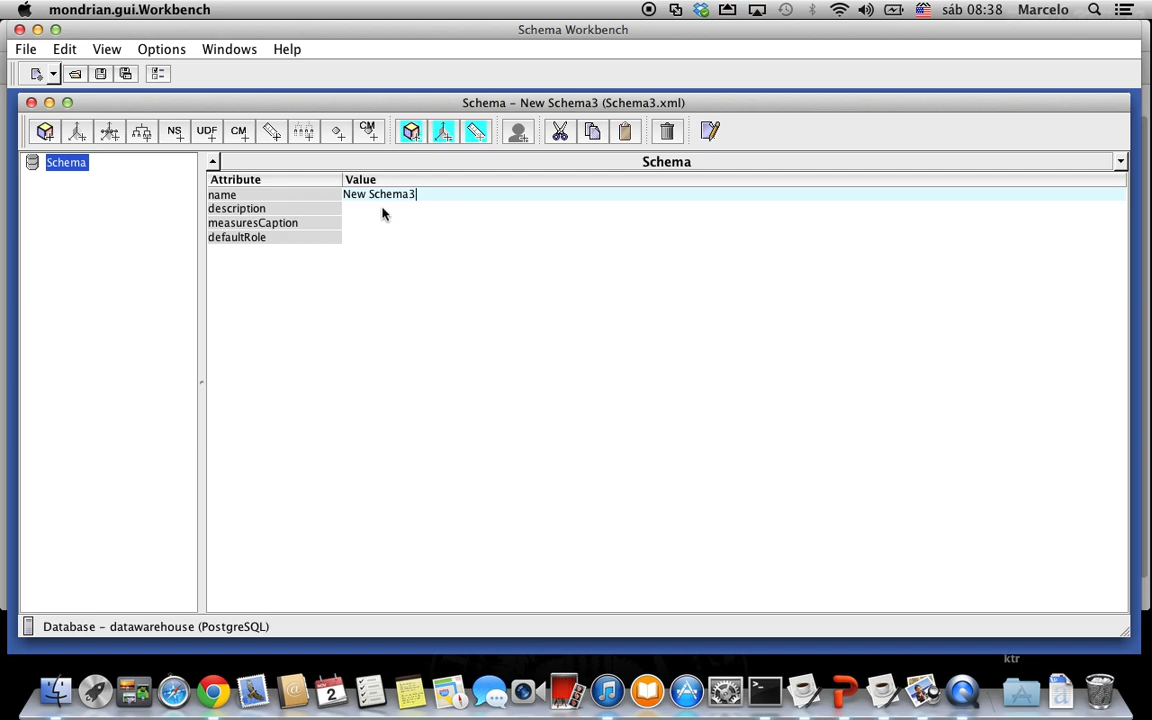 mondrian.gui.Workbench sáb 08:38 Marcelo
Schema Workbench
File Edit View Options Windows Help
Schema - New Schema3 (Schema3.xml)
NS UDF CM CM
Schema
Schema
Attribute Value
name New Schema3
description
measuresCaption
defaultRole
Database - datawarehouse (PostgreSQL)
ktr
2